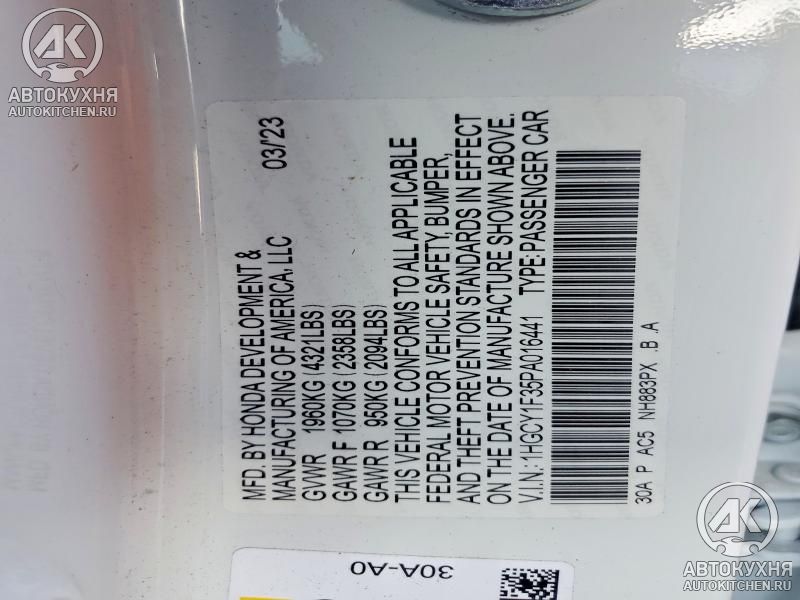 AK
АВТОКУХНЯ
AUTOKITCHEN.RU
MFD. BY HONDA DEVELOPMENT & 03/'23
MANUFACTURING OF AMERICA, LLC
GVWR 1960KG (4321LBS)
GAWR F 1070KG (2358LBS)
GAWR R 950KG (2094LBS)
THIS VEHICLE CONFORMS TO ALL APPLICABLE
FEDERAL MOTOR VEHICLE SAFETY, BUMPER,
AND THEFT PREVENTION STANDARDS IN EFFECT
ON THE DATE OF MANUFACTURE SHOWN ABOVE.
V.I.N.: 1HGCY1F35PA016441 TYPE: PASSENGER CAR
30A P AC5 NH883PX .B .A
30A-A0
AK
АВТОКУХНЯ
AUTOKITCHEN.RU